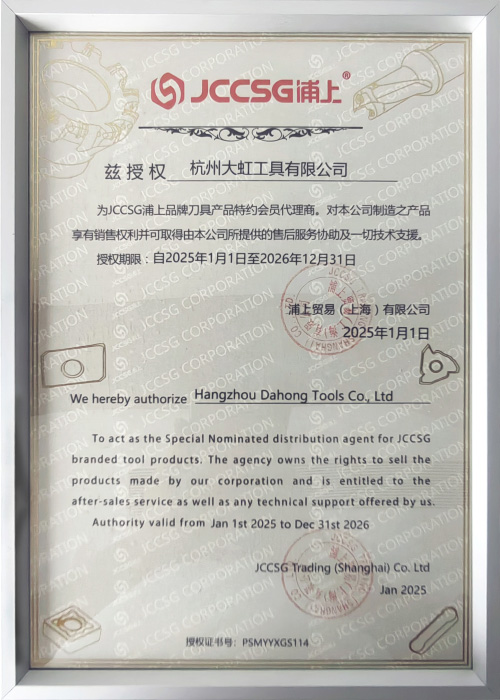 JCCSG浦上®
兹授权 杭州大虹工具有限公司
为JCCSG浦上品牌刀具产品特约会员代理商。对本公司制造之产品
享有销售权利并可取得由本公司所提供的售后服务协助及一切技术支援。
授权期限：自2025年1月1日至2026年12月31日
浦上贸易（上海）有限公司
2025年1月1日
We hereby authorize Hangzhou Dahong Tools Co., Ltd
To act as the Special Nominated distribution agent for JCCSG
branded tool products. The agency owns the rights to sell the
products made by our corporation and is entitled to the
after-sales service as well as any technical support offered by us.
Authority valid from Jan 1st 2025 to Dec 31st 2026
JCCSG Trading (Shanghai) Co. Ltd
Jan 2025
授权证书号：PSMYYXGS114